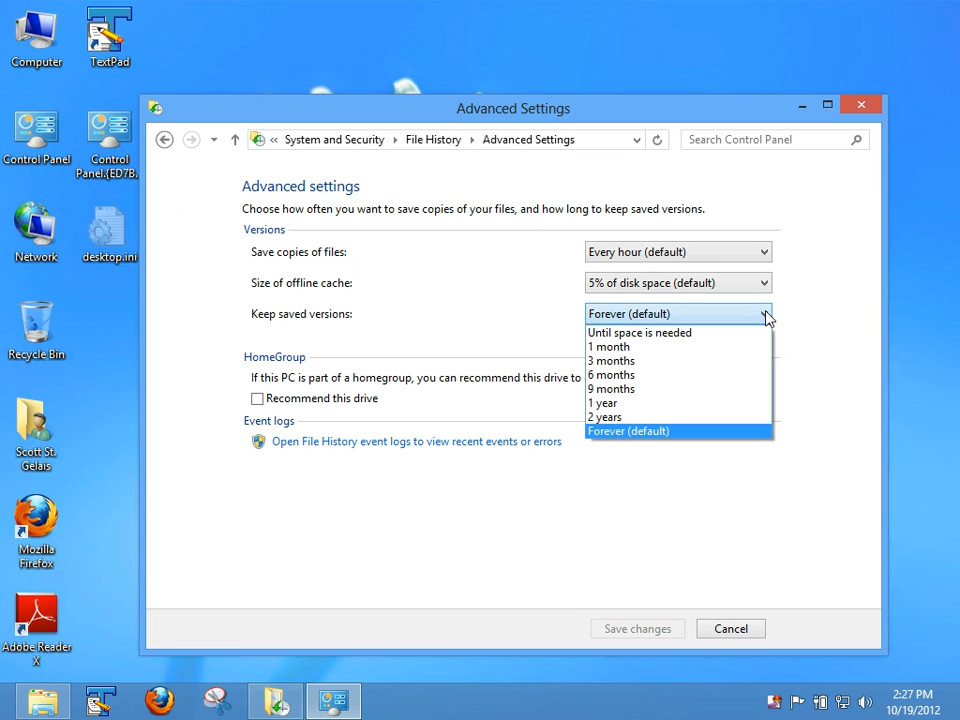 Computer
TextPad
Control Panel
Control
Panel.{ED7B...
Network
desktop.ini
Recycle Bin
Scott St.
Gelais
Mozilla
Firefox
Adobe Reader
X
Advanced Settings
« System and Security File History Advanced Settings
Search Control Panel
Advanced settings
Choose how often you want to save copies of your files, and how long to keep saved versions.
Versions
Save copies of files: Every hour (default)
Size of offline cache: 5% of disk space (default)
Keep saved versions: Forever (default)
Until space is needed
1 month
3 months
6 months
9 months
1 year
2 years
Forever (default)
HomeGroup
If this PC is part of a homegroup, you can recommend this drive to
Recommend this drive
Event logs
Open File History event logs to view recent events or errors
Save changes
Cancel
2:27 PM
10/19/2012